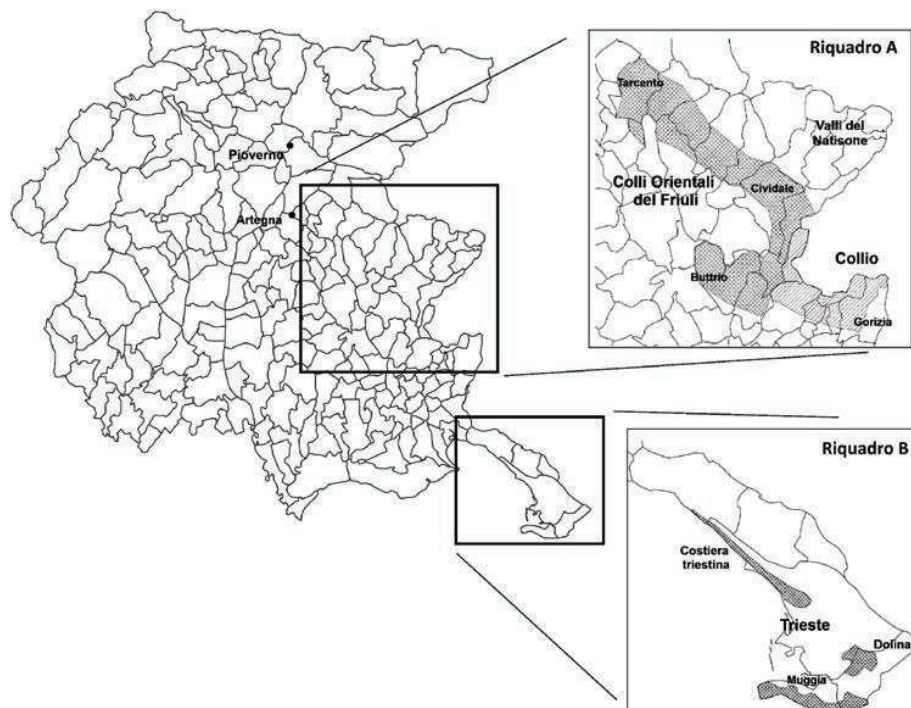 Pioverno
Artegna
Riquadro A
Tarcento
Valli del
Natisone
Colli Orientali
del Friuli
Cividale
Collio
Buttrio
Gorizia
Riquadro B
Costiera
triestina
Trieste
Dolina
Muggia